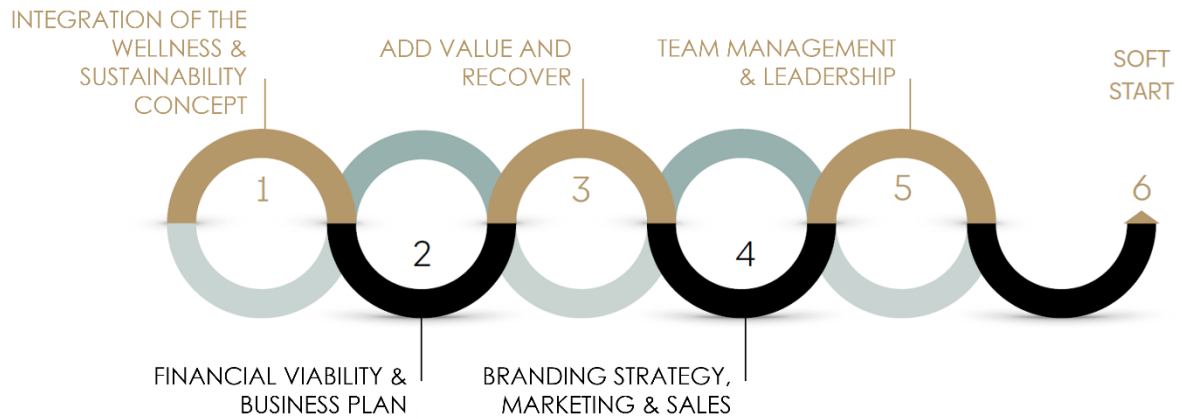 INTEGRATION OF THE
WELLNESS &
SUSTAINABILITY
CONCEPT
ADD VALUE AND
RECOVER
TEAM MANAGEMENT
& LEADERSHIP
SOFT
START
1
2
3
4
5
6
FINANCIAL VIABILITY &
BUSINESS PLAN
BRANDING STRATEGY,
MARKETING & SALES